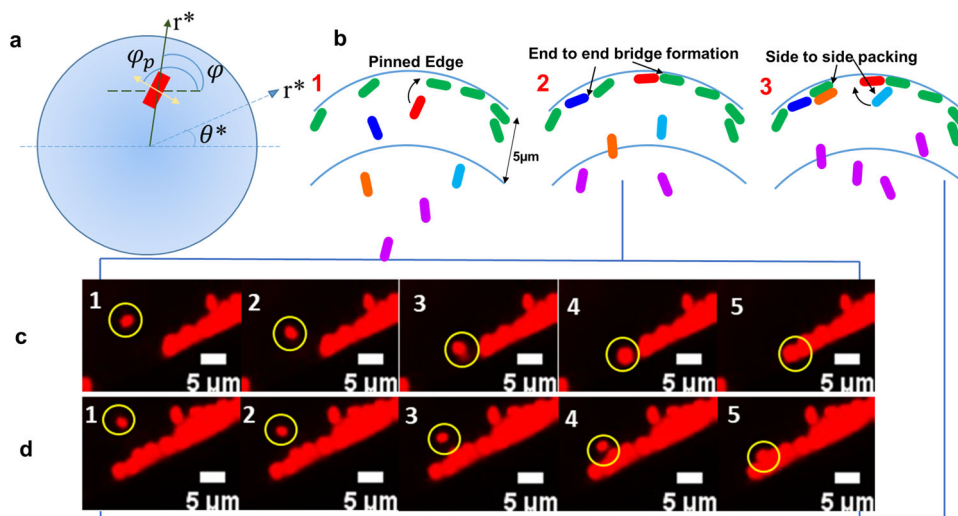 a
r*
φₚ
φ
r*
θ*
b
Pinned Edge
End to end bridge formation
Side to side packing
1
2
3
5μm
c
1
2
3
4
5
5 μm
5 μm
5 μm
5 μm
5 μm
d
1
2
3
4
5
5 μm
5 μm
5 μm
5 μm
5 μm